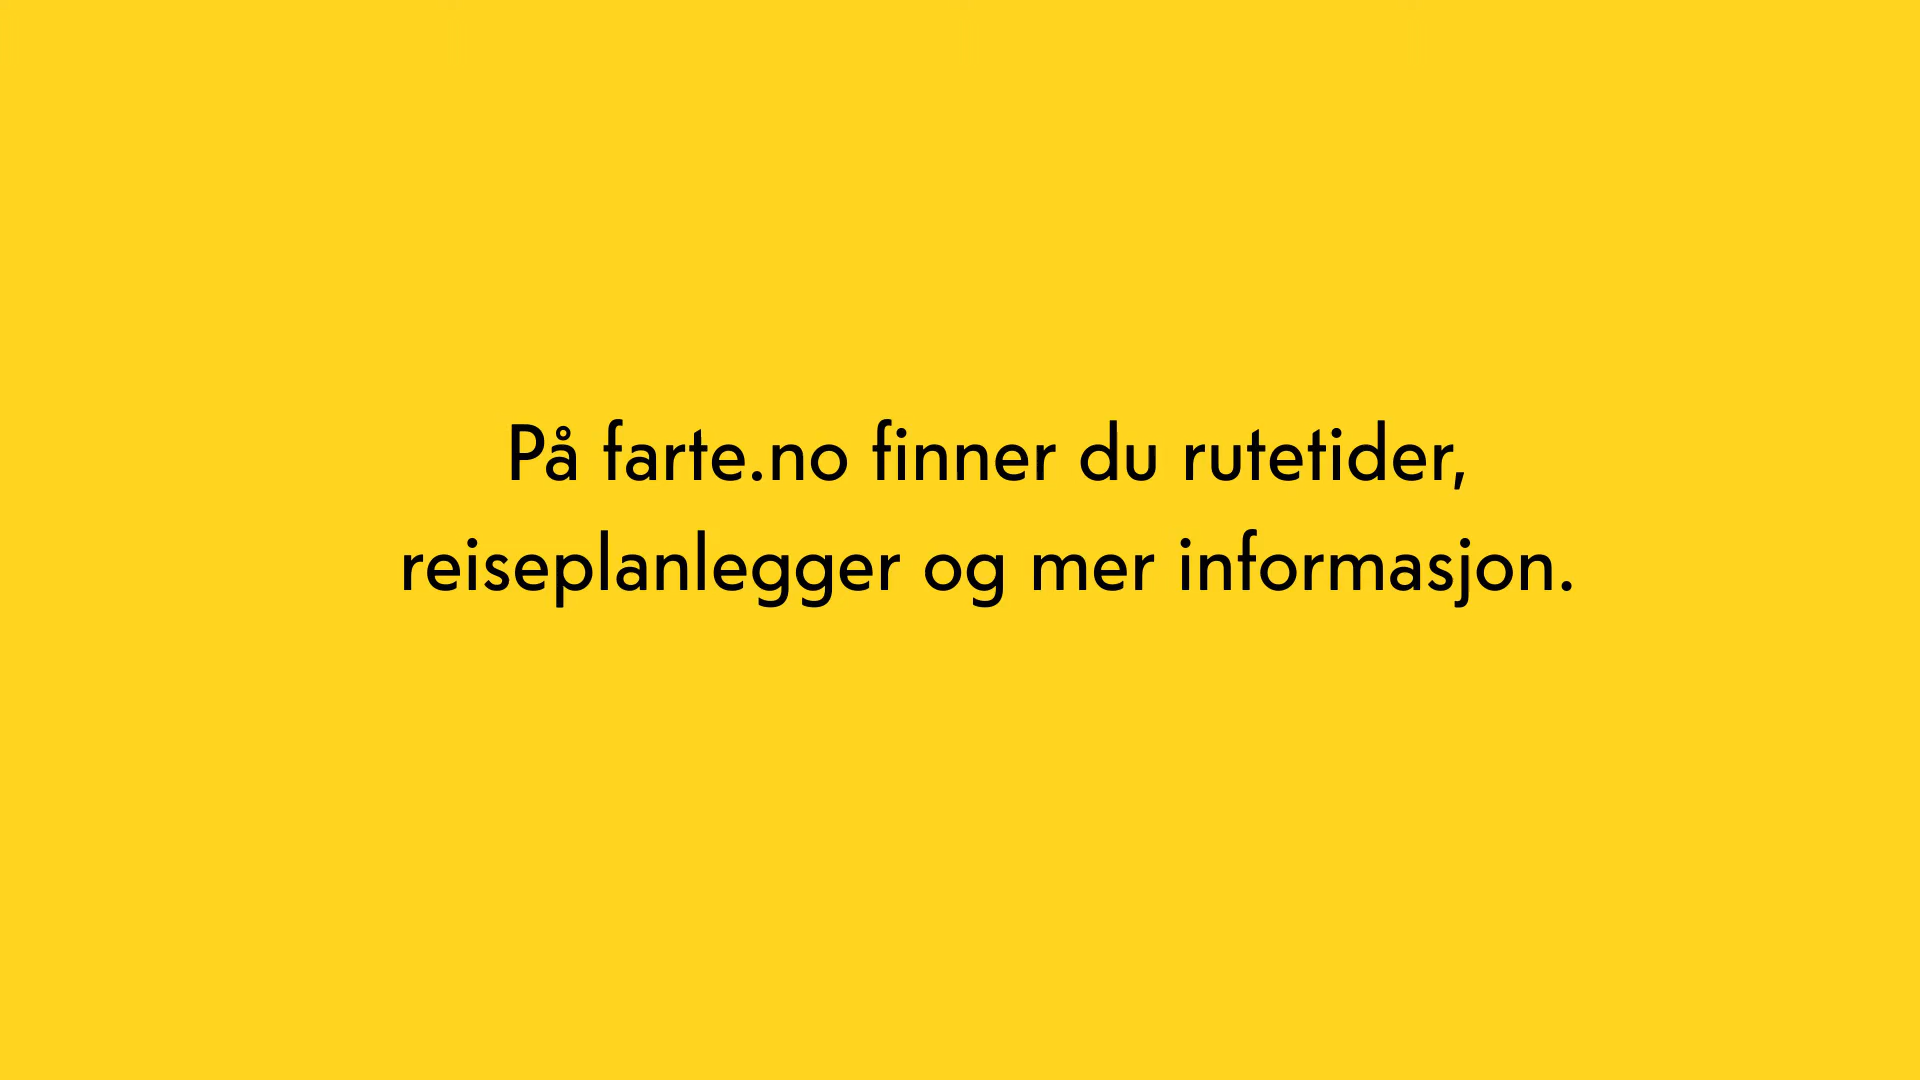 På farte.no finner du rutetider,
reiseplanlegger og mer informasjon.